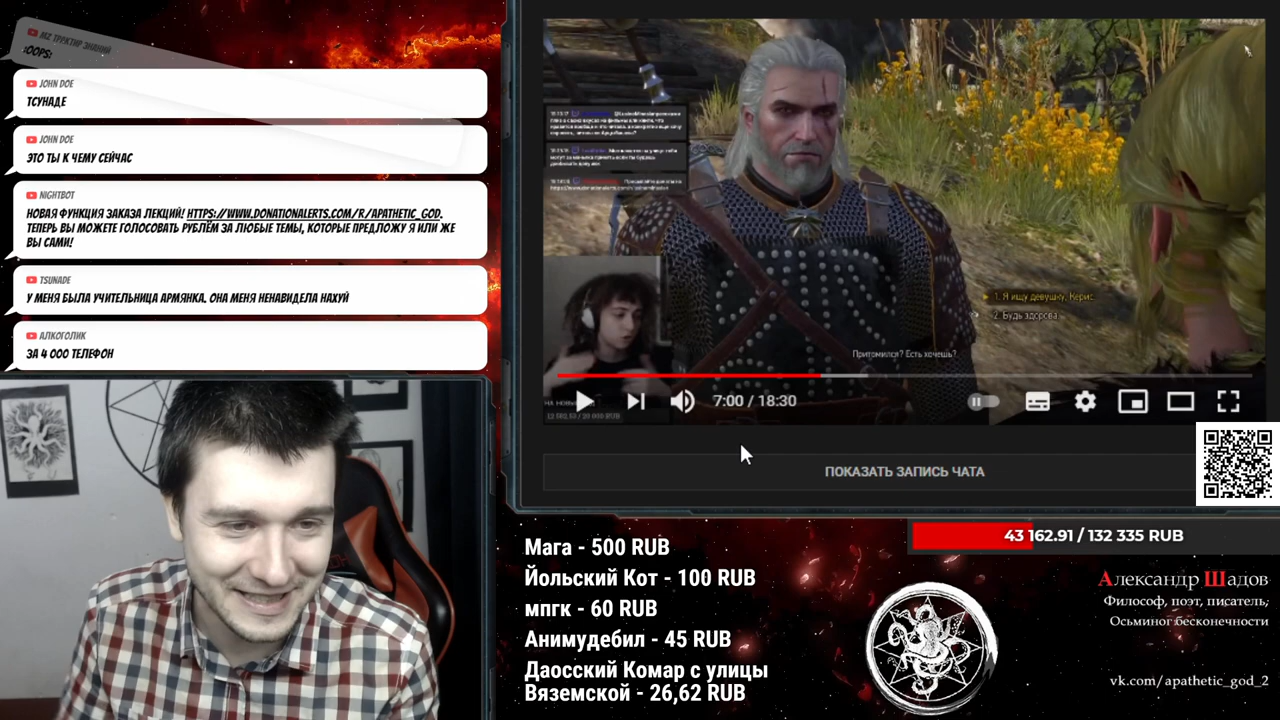 MZ ТРАКТИР ЗНАНИЙ
:OOPS:
JOHN DOE
ТСУНАДЕ
JOHN DOE
ЭТО ТЫ К ЧЕМУ СЕЙЧАС
NIGHTBOT
НОВАЯ ФУНКЦИЯ ЗАКАЗА ЛЕКЦИЙ! HTTPS://WWW.DONATIONALERTS.COM/R/APATHETIC_GOD.
ТЕПЕРЬ ВЫ МОЖЕТЕ ГОЛОСОВАТЬ РУБЛЁМ ЗА ЛЮБЫЕ ТЕМЫ, КОТОРЫЕ ПРЕДЛОЖУ Я ИЛИ ЖЕ
ВЫ САМИ!
TSUNADE
У МЕНЯ БЫЛА УЧИТЕЛЬНИЦА АРМЯНКА. ОНА МЕНЯ НЕНАВИДЕЛА НАХУЙ
АЛКОГОЛИК
ЗА 4 000 ТЕЛЕФОН
1. Я ищу девушку, Керис.
2. Будь здорова.
Притомился? Есть хочешь?
7:00 / 18:30
ПОКАЗАТЬ ЗАПИСЬ ЧАТА
43 162.91 / 132 335 RUB
Мага - 500 RUB
Йольский Кот - 100 RUB
мпгк - 60 RUB
Анимудебил - 45 RUB
Даосский Комар с улицы
Вяземской - 26,62 RUB
Александр Шадов
Философ, поэт, писатель,
Осьминог бесконечности
vk.com/apathetic_god_2